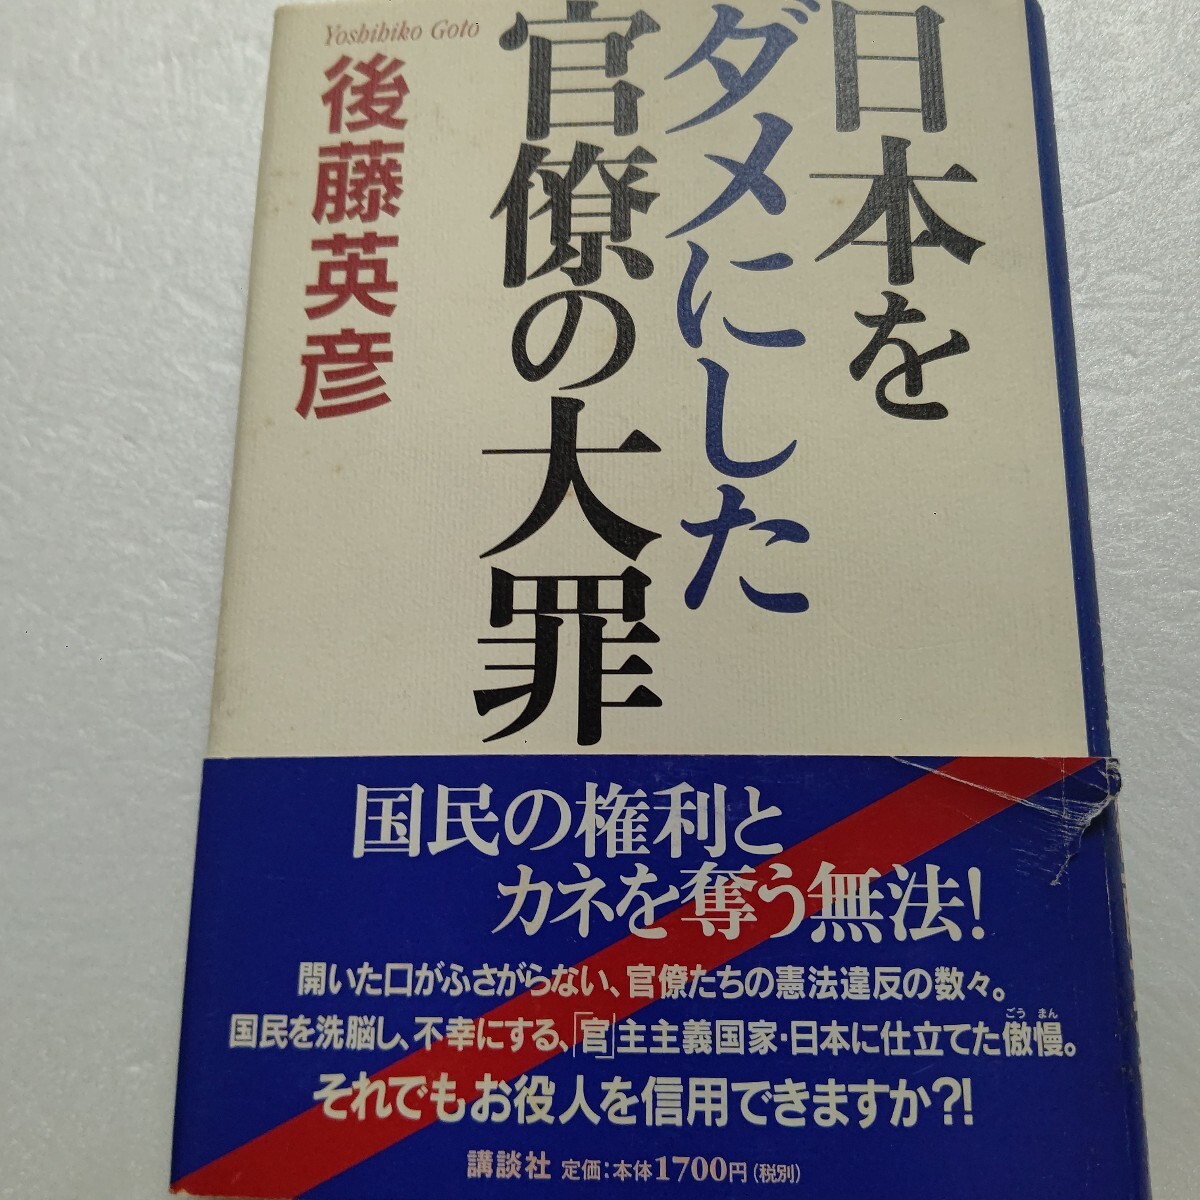 日本を
ダメにした
官僚の大罪
Yoshihiko Goto
後藤英彦
国民の権利と
カネを奪う無法!
開いた口がふさがらない、官僚たちの憲法違反の数々。
ごう まん
国民を洗脳し、不幸にする、「官」主主義国家・日本に仕立てた傲慢。
それでもお役人を信用できますか?!
講談社 定価:本体1700円(税別)